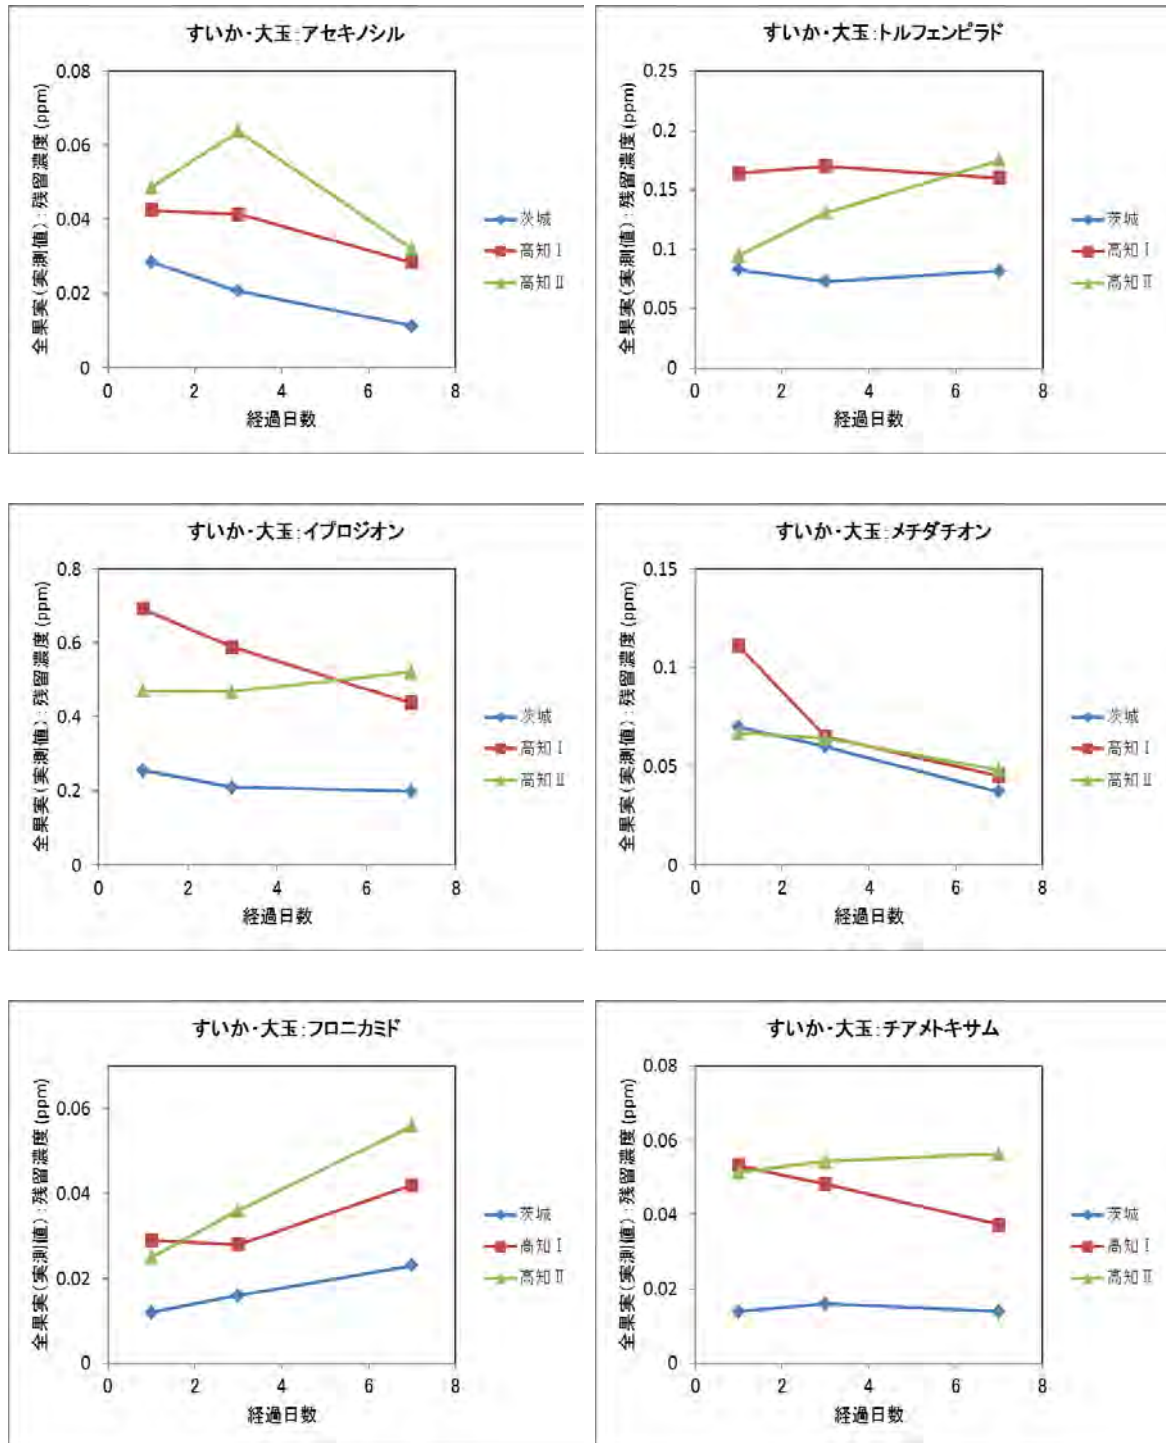 すいか・大玉:アセキノシル
全果実(実測値):残留濃度(ppm)
0.08
0.06
0.04
0.02
0
0 2 4 6 8
経過日数
茨城
高知Ⅰ
高知Ⅱ
すいか・大玉:トルフェンピラド
全果実(実測値):残留濃度(ppm)
0.25
0.2
0.15
0.1
0.05
0
0 2 4 6 8
経過日数
茨城
高知Ⅰ
高知Ⅱ
すいか・大玉:イプロジオン
全果実(実測値):残留濃度(ppm)
0.8
0.6
0.4
0.2
0
0 2 4 6 8
経過日数
茨城
高知Ⅰ
高知Ⅱ
すいか・大玉:メチダチオン
全果実(実測値):残留濃度(ppm)
0.15
0.1
0.05
0
0 2 4 6 8
経過日数
茨城
高知Ⅰ
高知Ⅱ
すいか・大玉:フロニカミド
全果実(実測値):残留濃度(ppm)
0.06
0.04
0.02
0
0 2 4 6 8
経過日数
茨城
高知Ⅰ
高知Ⅱ
すいか・大玉:チアメトキサム
全果実(実測値):残留濃度(ppm)
0.08
0.06
0.04
0.02
0
0 2 4 6 8
経過日数
茨城
高知Ⅰ
高知Ⅱ